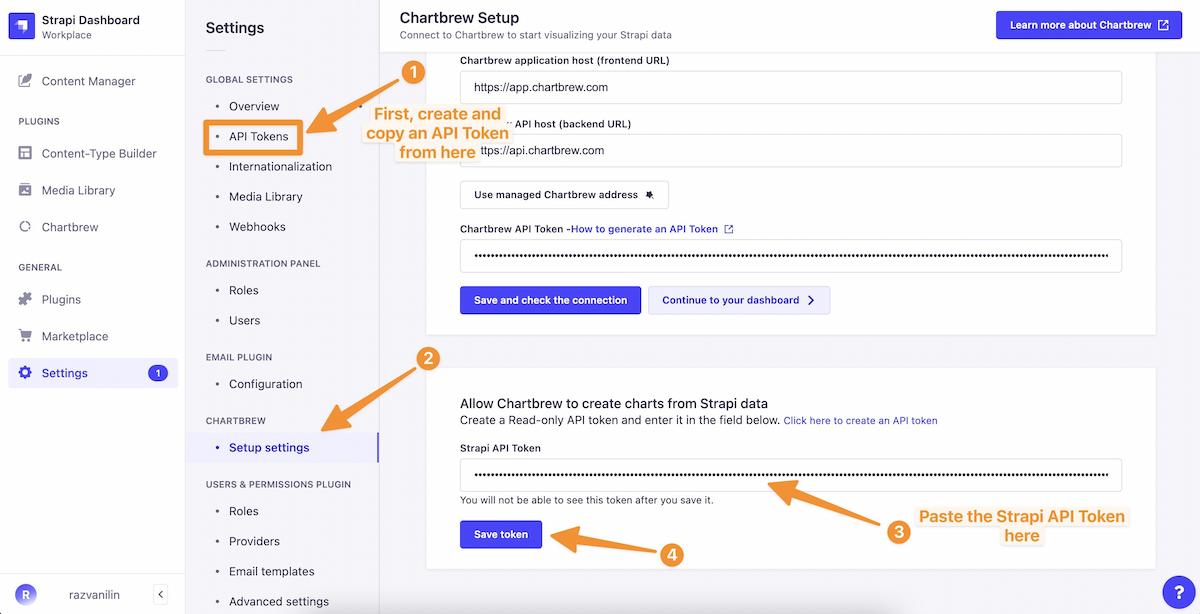 Strapi Dashboard
Workplace
Content Manager
PLUGINS
Content-Type Builder
Media Library
Chartbrew
GENERAL
Plugins
Marketplace
Settings
1
R
razvanilin
Settings
GLOBAL SETTINGS
Overview
API Tokens
Internationalization
Media Library
Webhooks
ADMINISTRATION PANEL
Roles
Users
EMAIL PLUGIN
Configuration
CHARTBREW
Setup settings
USERS & PERMISSIONS PLUGIN
Roles
Providers
Email templates
Advanced settings
Chartbrew Setup
Connect to Chartbrew to start visualizing your Strapi data
Learn more about Chartbrew
Chartbrew application host (frontend URL)
https://app.chartbrew.com
1
First, create and
copy an API Token
from here
API host (backend URL)
ttps://api.chartbrew.com
Use managed Chartbrew address
Chartbrew API Token -How to generate an API Token
Save and check the connection
Continue to your dashboard
2
Allow Chartbrew to create charts from Strapi data
Create a Read-only API token and enter it in the field below. Click here to create an API token
Strapi API Token
You will not be able to see this token after you save it.
3
Paste the Strapi API Token
here
Save token
4
?